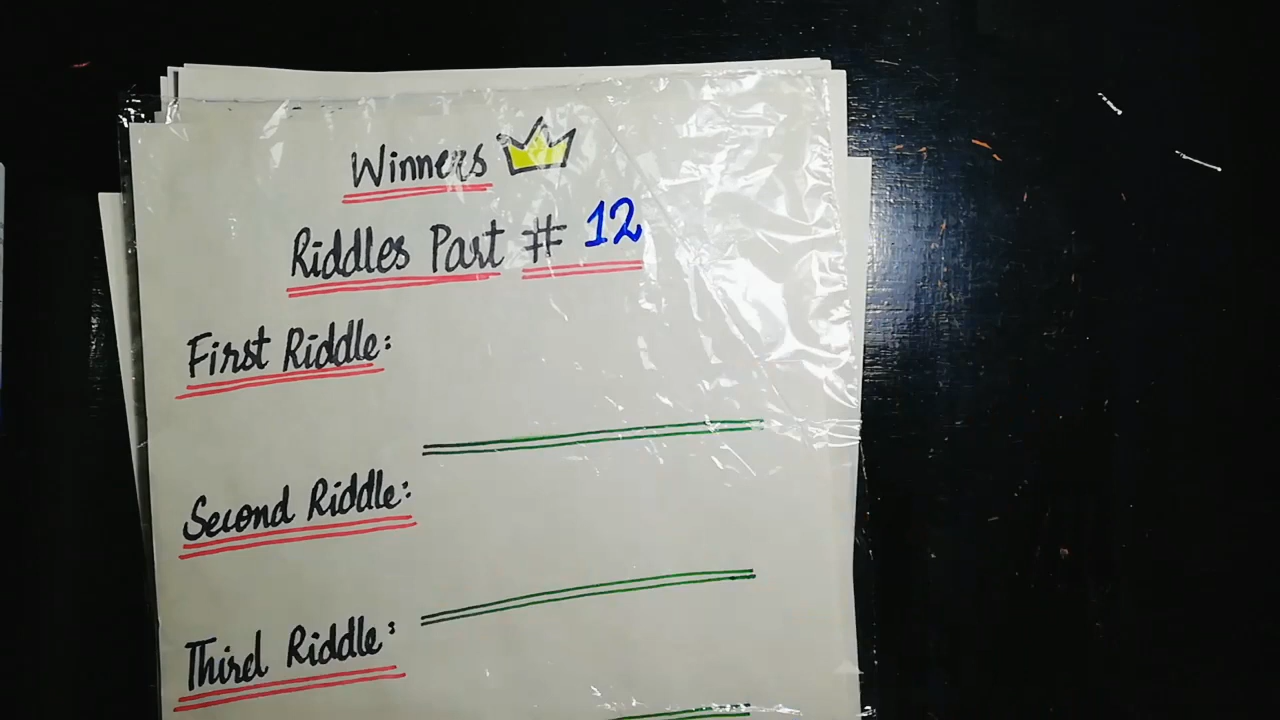 Winners
Riddles Part # 12
First Riddle:
Second Riddle:
Third Riddle: